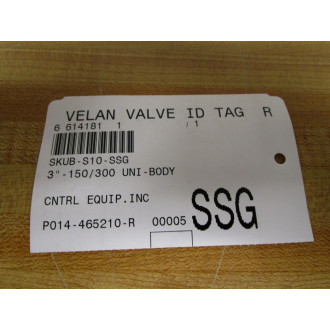 VELAN VALVE ID TAG R
6 614181 1 / 1
SKUB-S10-SSG
3"-150/300 UNI-BODY
CNTRL EQUIP.INC
P014-465210-R 00005 SSG